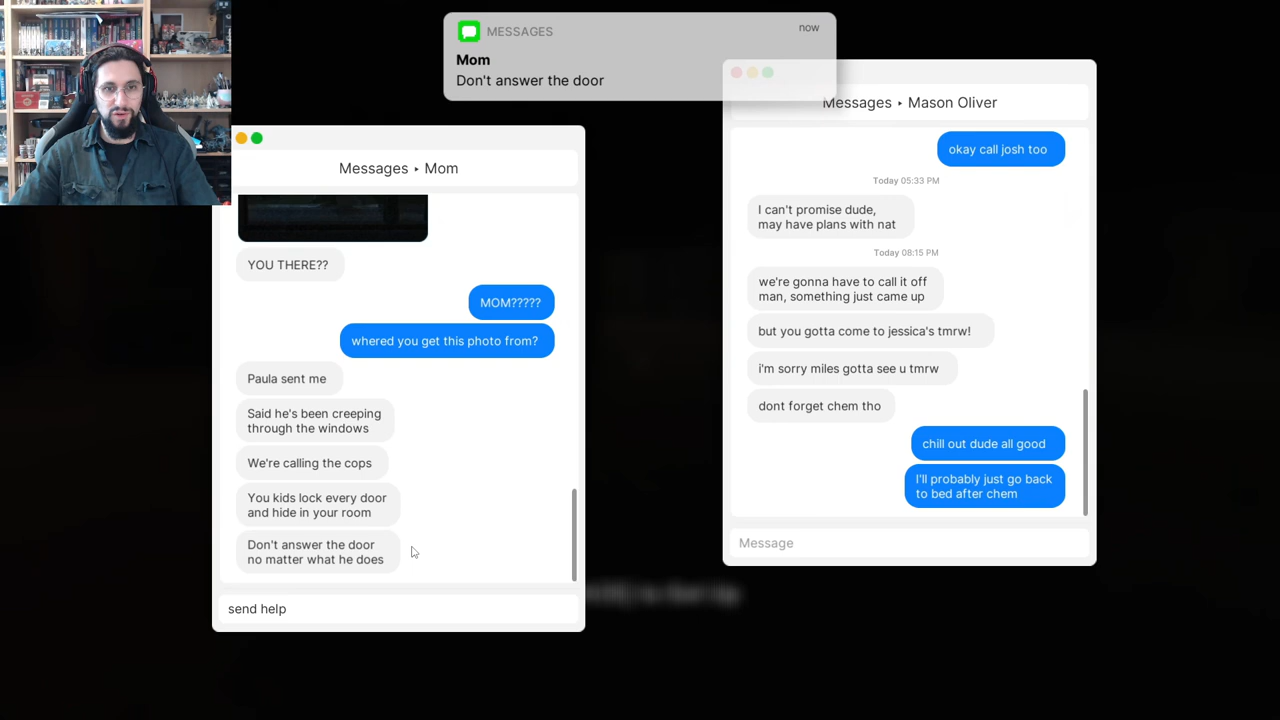 MESSAGES
now
Mom
Don't answer the door
Messages ‣ Mom
YOU THERE??
MOM?????
whered you get this photo from?
Paula sent me
Said he's been creeping
through the windows
We're calling the cops
You kids lock every door
and hide in your room
Don't answer the door
no matter what he does
send help
Messages ‣ Mason Oliver
okay call josh too
Today 05:33 PM
I can't promise dude,
may have plans with nat
Today 08:15 PM
we're gonna have to call it off
man, something just came up
but you gotta come to jessica's tmrw!
i'm sorry miles gotta see u tmrw
dont forget chem tho
chill out dude all good
I'll probably just go back
to bed after chem
Message